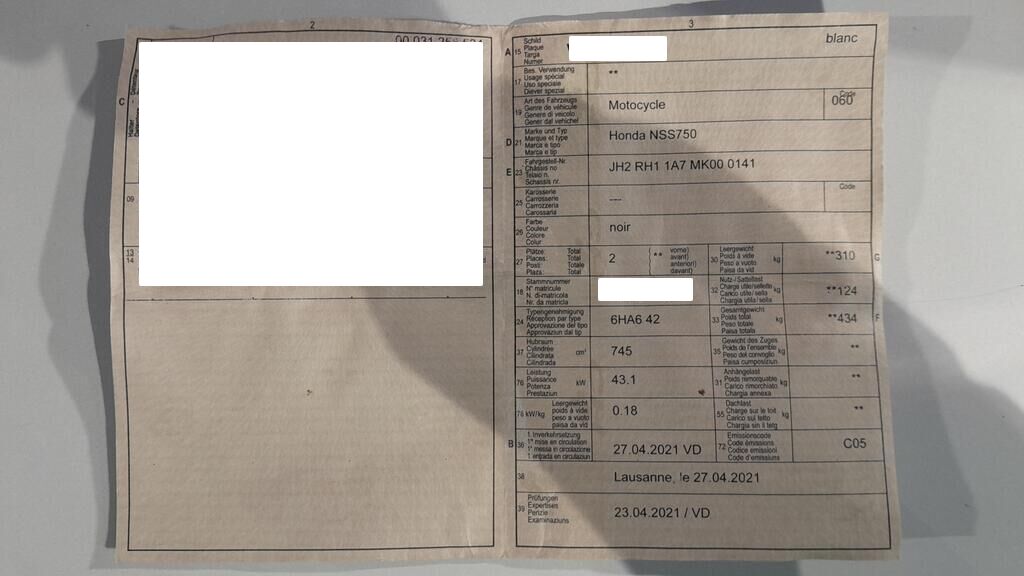 2
3
A 15 Schild
Plaque
Targa
Numer
blanc
17 Bes. Verwendung
Usage spécial
Uso speciale
Diever spezial
**
19 Art des Fahrzeugs
Genre de véhicule
Genere di veicolo
Gener dal vehichel
Motocycle
Code
060
D 21 Marke und Typ
Marque et type
Marca e tipo
Marca e tip
Honda NSS750
E 23 Fahrgestell-Nr.
Châssis no
Telaio n.
Schassis nr.
JH2 RH1 1A7 MK00 0141
25 Karosserie
Carrosserie
Carrozzeria
Carossaria
---
Code
26 Farbe
Couleur
Colore
Colur
noir
27 Plätze: Total
Places: Total
Posti: Totale
Plazs: Total
2
( ** vorne)
avant)
anteriori)
davant)
30 Leergewicht
Poids à vide
Peso a vuoto
Paisa da vid
kg
**310
G
18 Stammnummer
N° matricule
N. di-matricola
Nr. da matricla
32 Nutz-/Sattellast
Charge utile/sellette
Carico utile/sella
Chargia utila/sella
kg
**124
24 Typengenehmigung
Réception par type
Approvazione del tipo
Approvaziun dal tip
6HA6 42
33 Gesamtgewicht
Poids total
Peso totale
Paisa totala
kg
**434
F
37 Hubraum
Cylindrée
Cilindrata
Cilindrada
cm³
745
35 Gewicht des Zuges
Poids de l'ensemble
Peso del convoglio
Paisa cumposiziun
kg
**
76 Leistung
Puissance
Potenza
Prestaziun
kW
43.1
31 Anhängelast
Poids remorquable
Carico rimorchiato
Chargia annexa
kg
**
78 kW/kg
Leergewicht
poids à vide
peso a vuoto
paisa da vid
0.18
55 Dachlast
Charge sur le toit
Carico sul tetto
Chargia sin il tetg
kg
**
B 36 1. Inverkehrsetzung
1re mise en circulation
1a messa in circolazione
1. entrada en circulaziun
27.04.2021 VD
72 Emissionscode
Code émissions
Codice emissioni
Code d'emissiuns
C05
38
Lausanne, le 27.04.2021
39 Prüfungen
Expertises
Perizie
Examinaziuns
23.04.2021 / VD
C
09
13
14